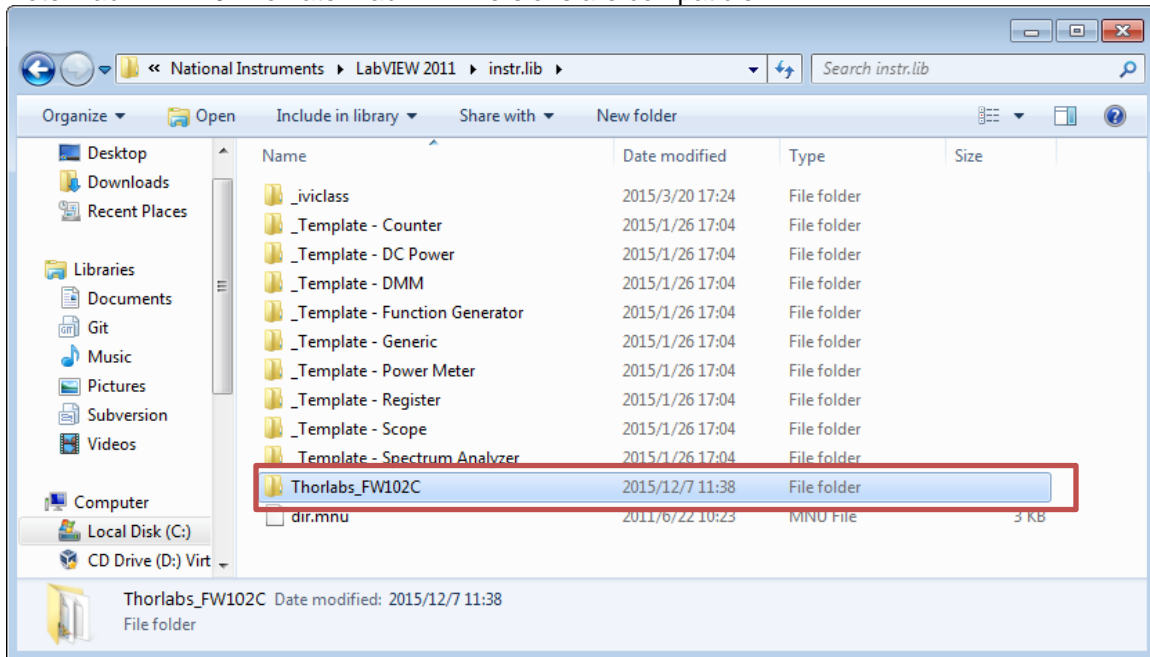 « National Instruments ▸ LabVIEW 2011 ▸ instr.lib ▸ Search instr.lib
Organize ▾ Open Include in library ▾ Share with ▾ New folder
Desktop
Downloads
Recent Places
Libraries
Documents
Git
Music
Pictures
Subversion
Videos
Computer
Local Disk (C:)
CD Drive (D:) Virt
Name Date modified Type Size
_iviclass 2015/3/20 17:24 File folder
_Template - Counter 2015/1/26 17:04 File folder
_Template - DC Power 2015/1/26 17:04 File folder
_Template - DMM 2015/1/26 17:04 File folder
_Template - Function Generator 2015/1/26 17:04 File folder
_Template - Generic 2015/1/26 17:04 File folder
_Template - Power Meter 2015/1/26 17:04 File folder
_Template - Register 2015/1/26 17:04 File folder
_Template - Scope 2015/1/26 17:04 File folder
_Template - Spectrum Analyzer 2015/1/26 17:04 File folder
Thorlabs_FW102C 2015/12/7 11:38 File folder
dir.mnu 2011/6/22 10:23 MNU File 3 KB
Thorlabs_FW102C Date modified: 2015/12/7 11:38
File folder